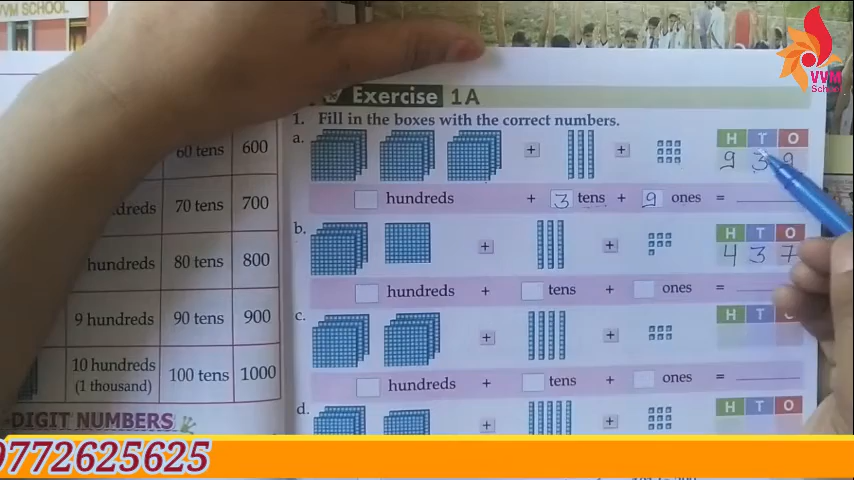 VVM SCHOOL
VVM
School
Exercise 1A
1. Fill in the boxes with the correct numbers.
a. + + H T O
9 3 9
hundreds + 3 tens + 9 ones =
b. + + H T O
4 3 7
hundreds + tens + ones =
c. + + H T O
hundreds + tens + ones =
d. + + H T O
60 tens 600
70 tens 700
hundreds 80 tens 800
9 hundreds 90 tens 900
10 hundreds
(1 thousand) 100 tens 1000
-DIGIT NUMBERS
9772625625